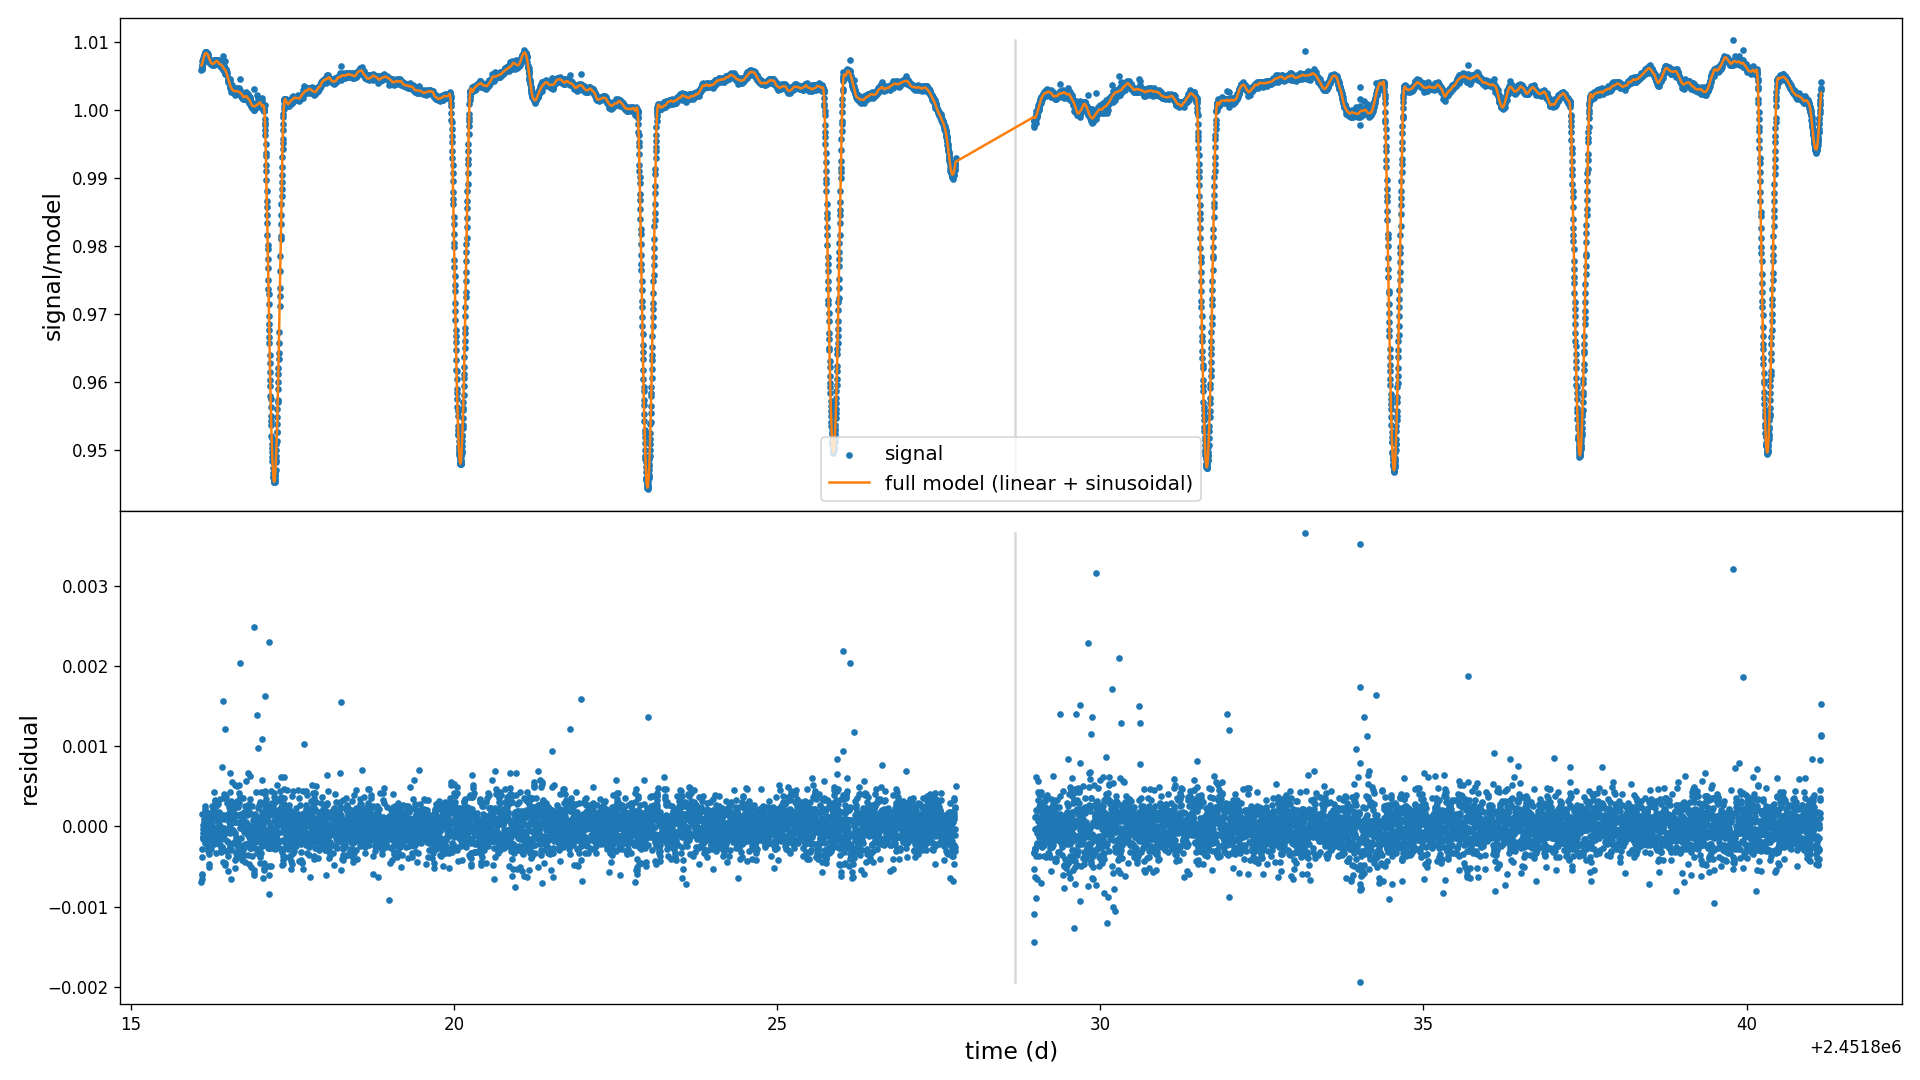 1.01
1.00
0.99
0.98
0.97
0.96
0.95
signal/model
signal
full model (linear + sinusoidal)
0.003
0.002
0.001
0.000
−0.001
−0.002
residual
15 20 25 30 35 40
time (d)
+2.4518e6